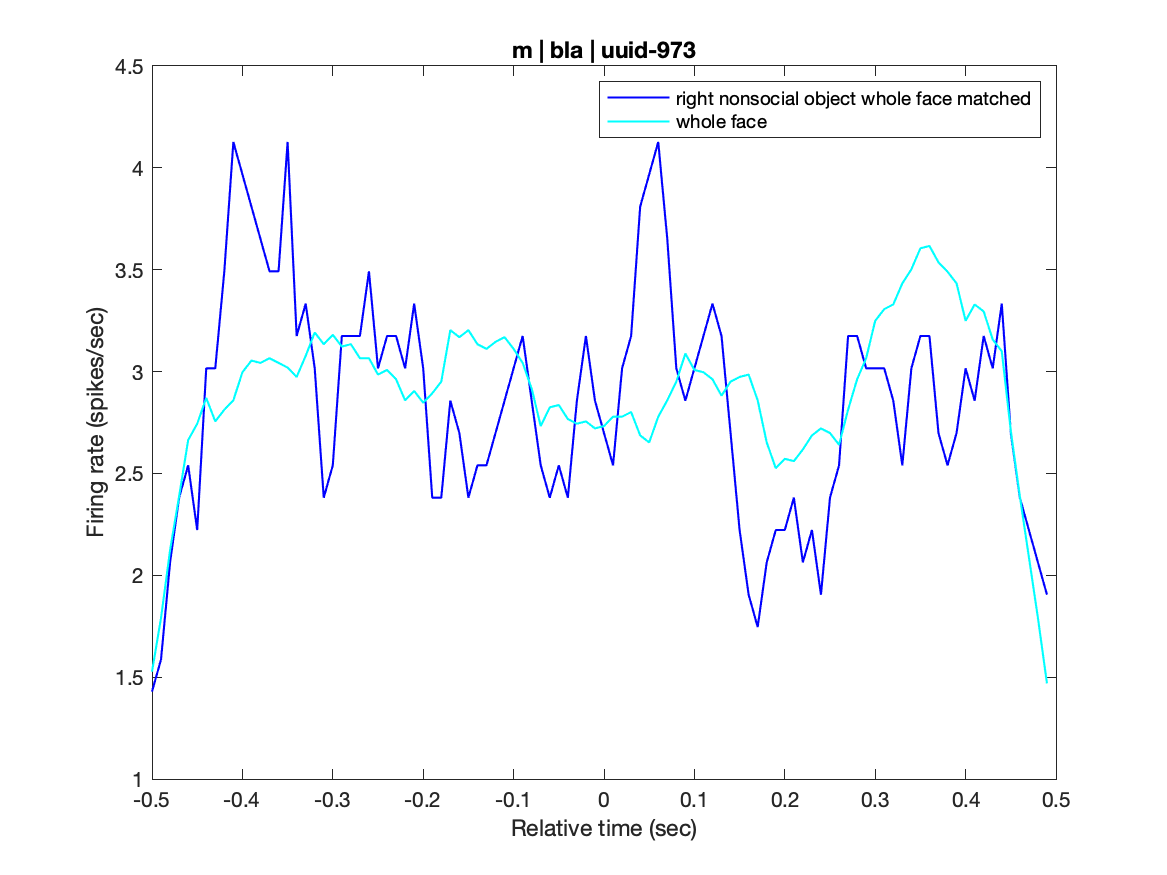 m | bla | uuid-973
right nonsocial object whole face matched
whole face
Firing rate (spikes/sec)
4.5
4
3.5
3
2.5
2
1.5
1
-0.5 -0.4 -0.3 -0.2 -0.1 0 0.1 0.2 0.3 0.4 0.5
Relative time (sec)